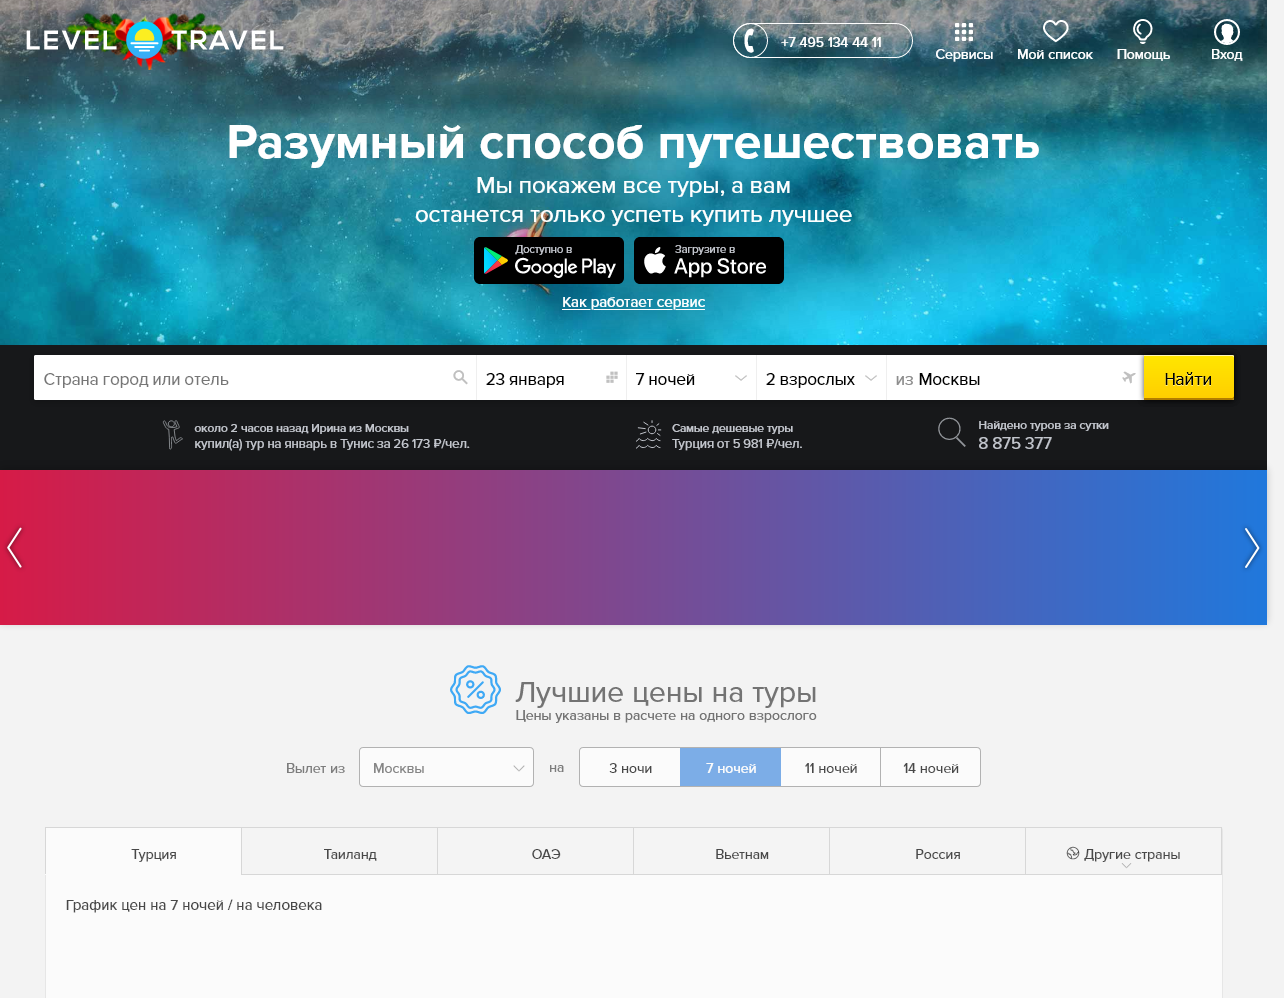 LEVEL TRAVEL
+7 495 134 44 11
Сервисы
Мой список
Помощь
Вход
Разумный способ путешествовать
Мы покажем все туры, а вам
останется только успеть купить лучшее
Доступно в
Google Play
Загрузите в
App Store
Как работает сервис
Страна город или отель
23 января
7 ночей
2 взрослых
из Москвы
Найти
около 2 часов назад Ирина из Москвы
купил(а) тур на январь в Тунис за 26 173 ₽/чел.
Самые дешевые туры
Турция от 5 981 ₽/чел.
Найдено туров за сутки
8 875 377
Лучшие цены на туры
Цены указаны в расчете на одного взрослого
Вылет из
Москвы
на
3 ночи
7 ночей
11 ночей
14 ночей
Турция
Таиланд
ОАЭ
Вьетнам
Россия
Другие страны
График цен на 7 ночей / на человека